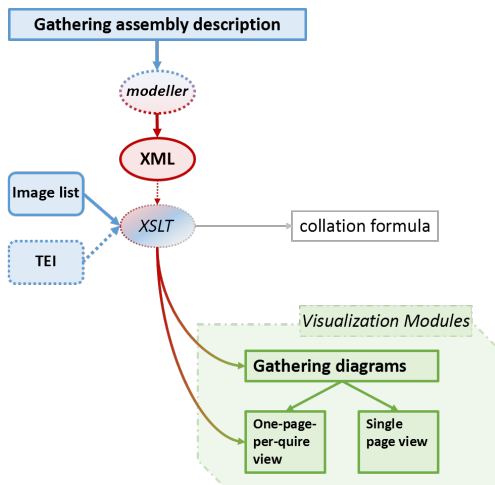 Gathering assembly description
modeller
XML
Image list
XSLT
collation formula
TEI
Visualization Modules
Gathering diagrams
One-page-
per-quire
view
Single
page view